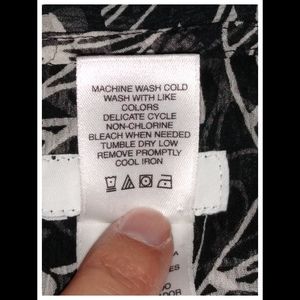 MACHINE WASH COLD
WASH WITH LIKE
COLORS
DELICATE CYCLE
NON-CHLORINE
BLEACH WHEN NEEDED
TUMBLE DRY LOW
REMOVE PROMPTLY
COOL IRON